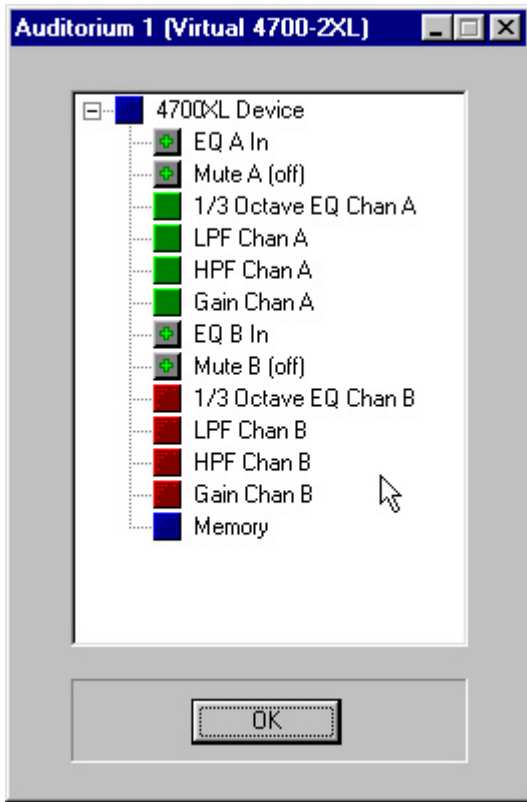 Auditorium 1 (Virtual 4700-2XL)
4700XL Device
EQ A In
Mute A (off)
1/3 Octave EQ Chan A
LPF Chan A
HPF Chan A
Gain Chan A
EQ B In
Mute B (off)
1/3 Octave EQ Chan B
LPF Chan B
HPF Chan B
Gain Chan B
Memory
OK